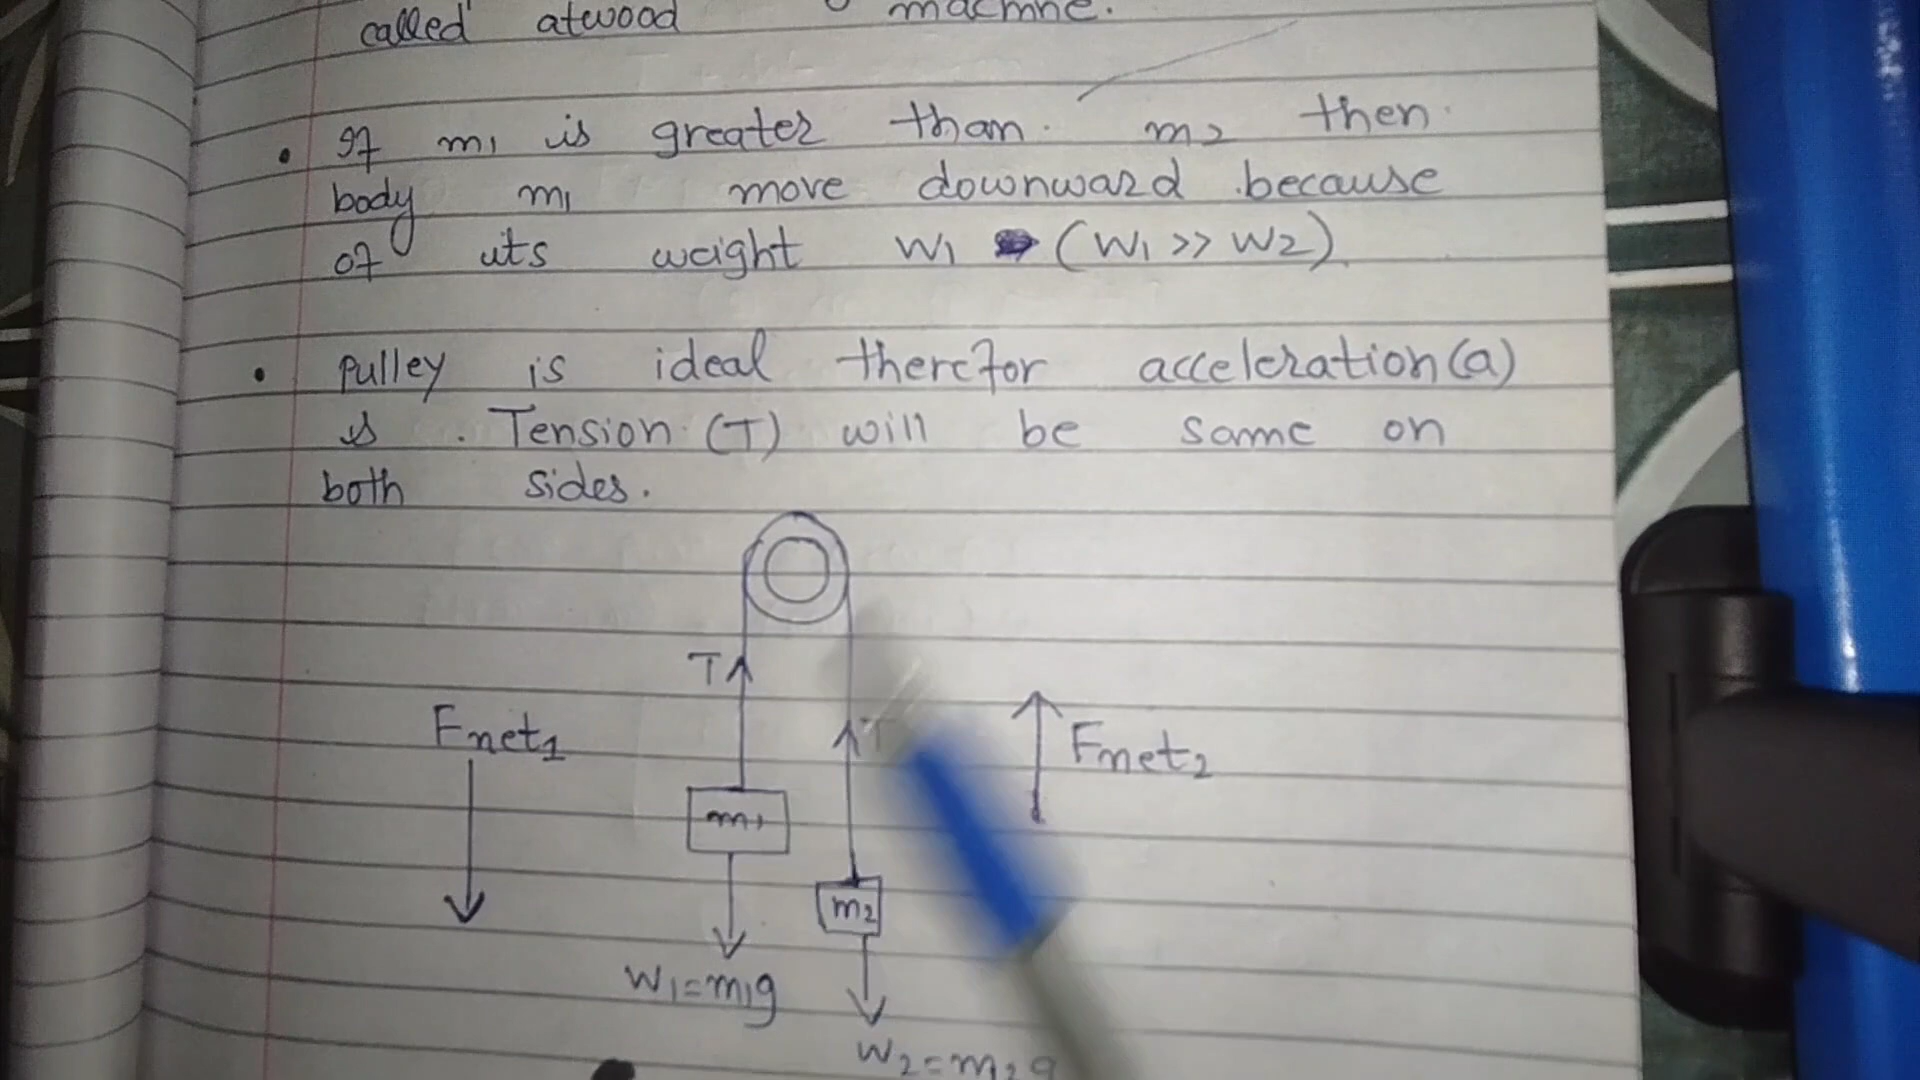 called atwood machine.
• If m1 is greater than m2 then
body m1 move downward because
of its weight W1 (W1 >> W2)
• Pulley is ideal therefor acceleration(a)
is . Tension (T) will be same on
both sides.
T
T
Fnet1
Fnet2
m1
m2
W1=m1g
W2=m2g